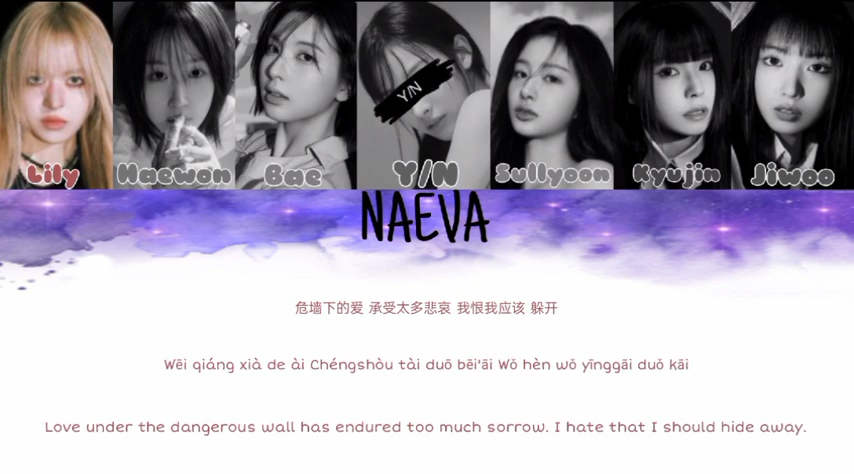 Lily Haewon Bae Y/N Sullyoon Kyujin Jiwoo
Y/N
NAEVA
危墙下的爱 承受太多悲哀 我恨我应该 躲开
Wēi qiáng xià de ài Chéngshòu tài duō bēi'āi Wǒ hèn wǒ yīnggāi duǒ kāi
Love under the dangerous wall has endured too much sorrow. I hate that I should hide away.